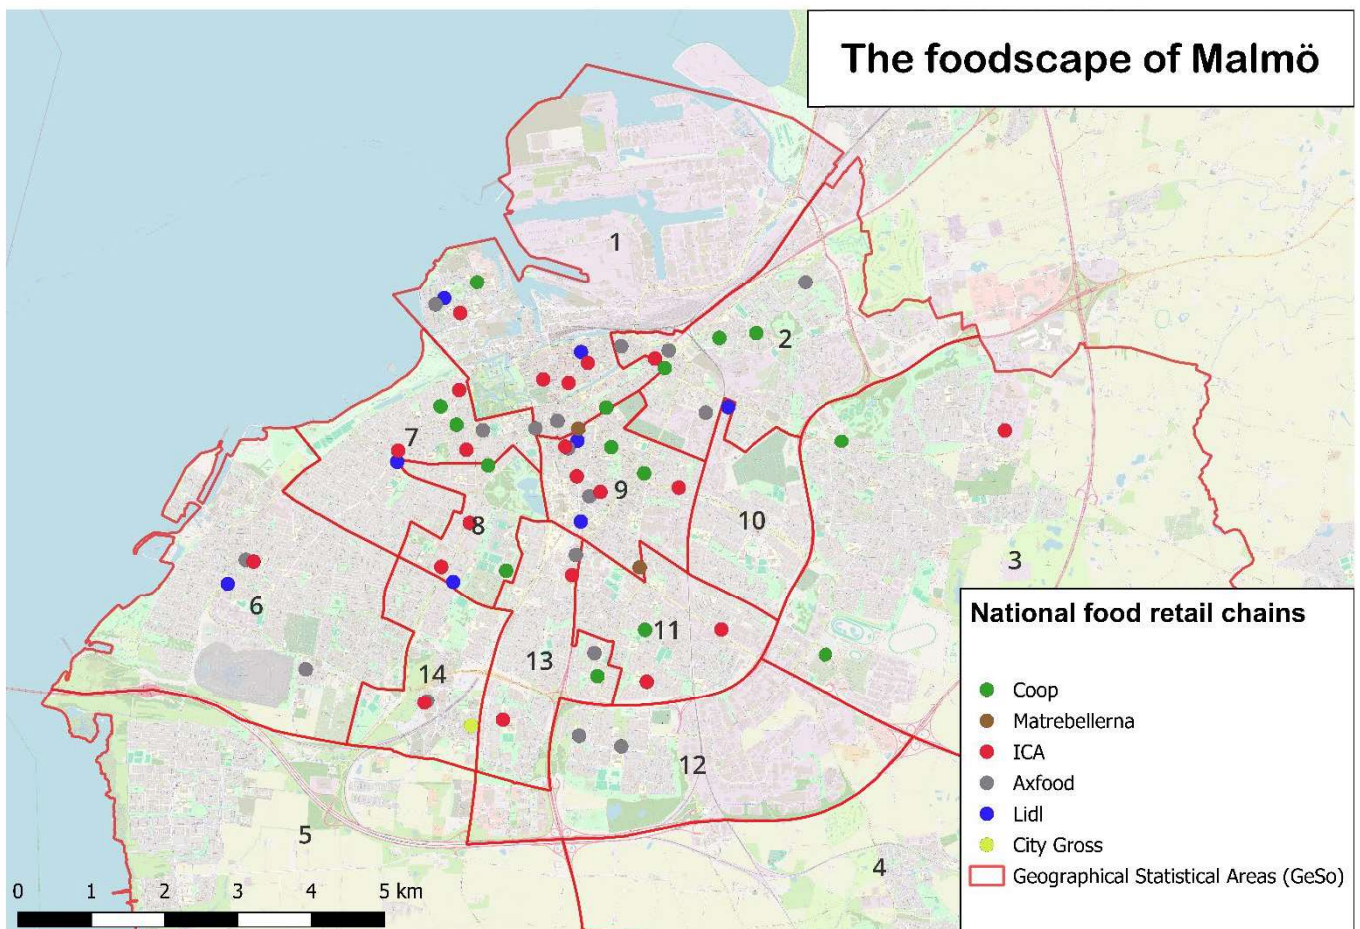 The foodscape of Malmö
1
2
7
9
8
10
3
6
11
13
14
12
5
4
National food retail chains
Coop
Matrebellerna
ICA
Axfood
Lidl
City Gross
Geographical Statistical Areas (GeSo)
0 1 2 3 4 5 km